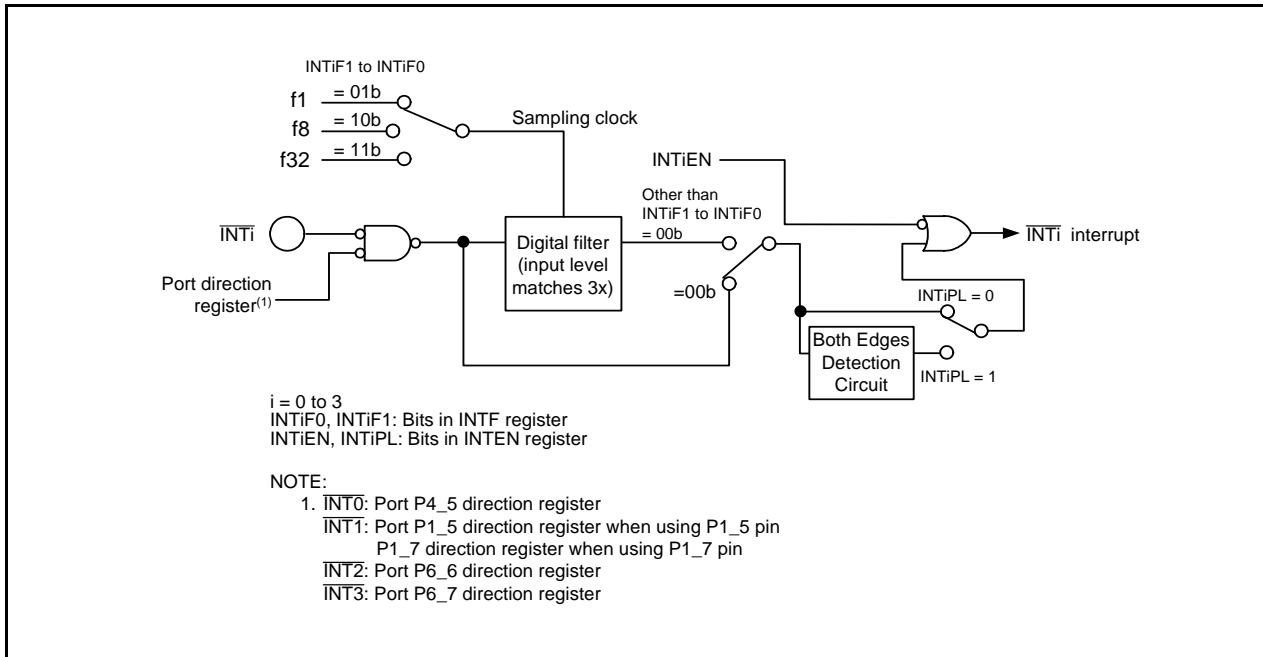 INTiF1 to INTiF0
f1
= 01b
f8
= 10b
f32
= 11b
Sampling clock
INTiEN
Other than
INTiF1 to INTiF0
= 00b
INTi
Digital filter
(input level
matches 3x)
INTi interrupt
Port direction
register(1)
=00b
INTiPL = 0
Both Edges
Detection
Circuit
INTiPL = 1
i = 0 to 3
INTiF0, INTiF1: Bits in INTF register
INTiEN, INTiPL: Bits in INTEN register
NOTE:
1. INT0: Port P4_5 direction register
INT1: Port P1_5 direction register when using P1_5 pin
P1_7 direction register when using P1_7 pin
INT2: Port P6_6 direction register
INT3: Port P6_7 direction register